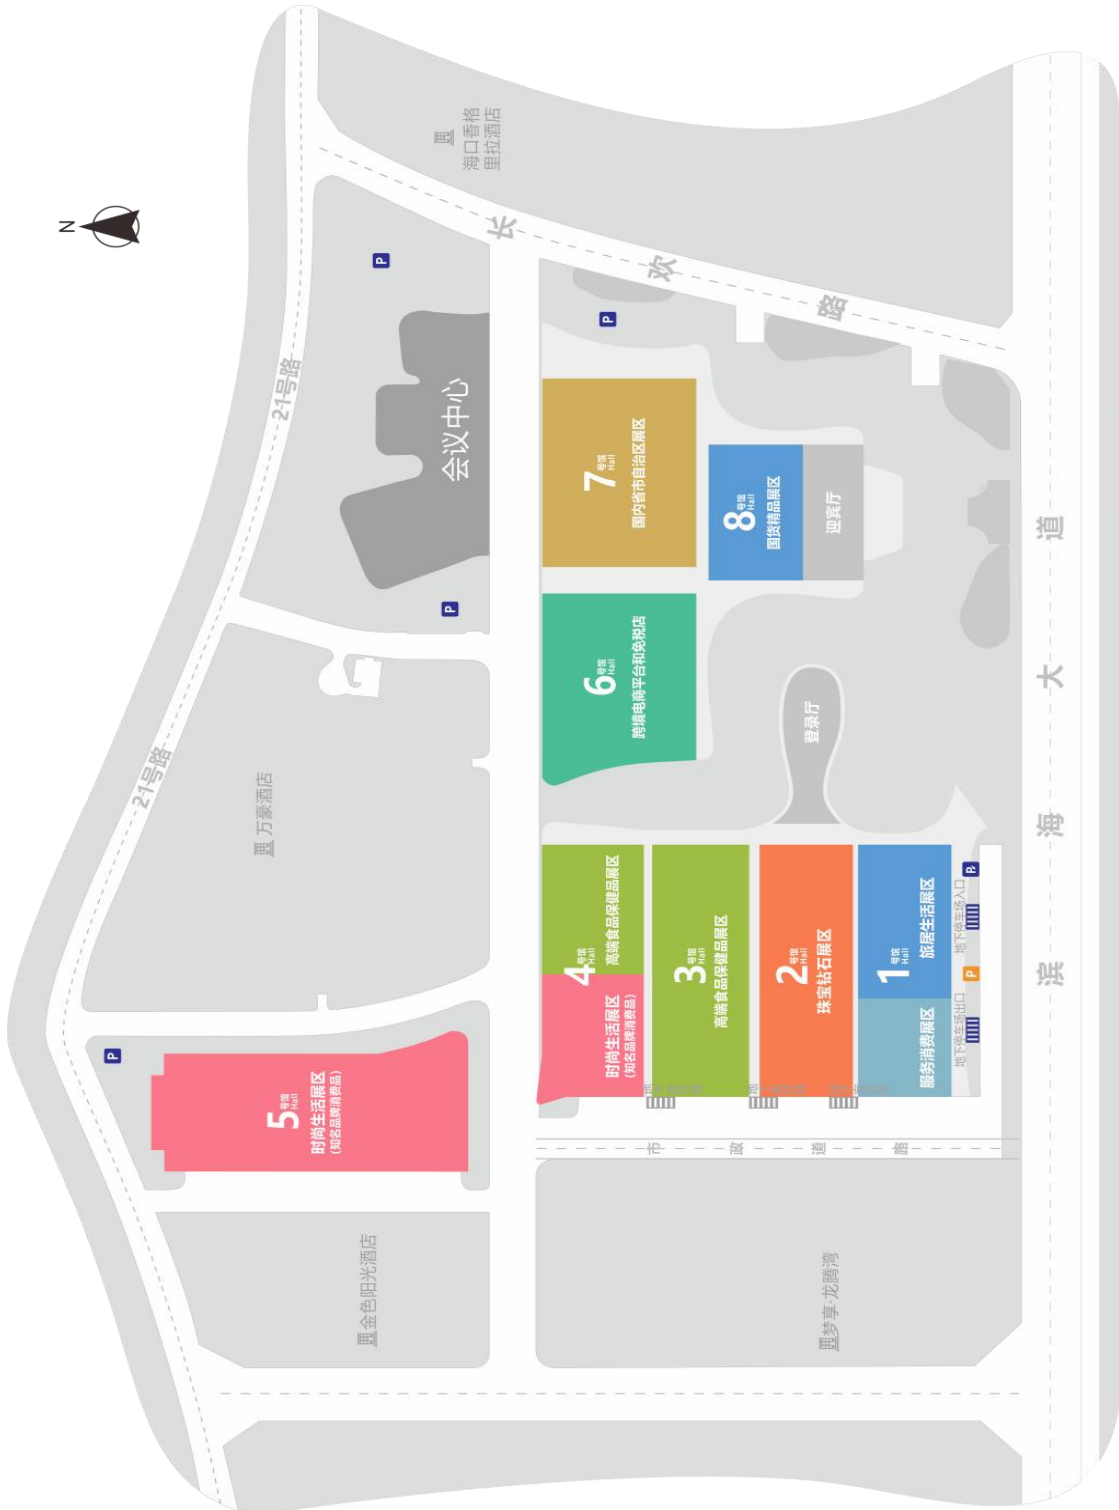 N
海口香格
里拉酒店
长欢路
21号路
21号路
会议中心
万豪酒店
7号馆
Hall
国内省市自治区展区
8号馆
Hall
国货精品展区
迎宾厅
6号馆
Hall
跨境电商平台和免税店
登录厅
4号馆
Hall
高端食品保健品展区
时尚生活展区
(知名品牌消费品)
3号馆
Hall
高端食品保健品展区
2号馆
Hall
珠宝钻石展区
1号馆
Hall
旅居生活展区
服务消费展区
5号馆
Hall
时尚生活展区
(知名品牌消费品)
地下停车场入口
地下停车场出口
P
P
P
P
P
P
市政道路
滨海大道
金色阳光酒店
梦享·龙腾湾